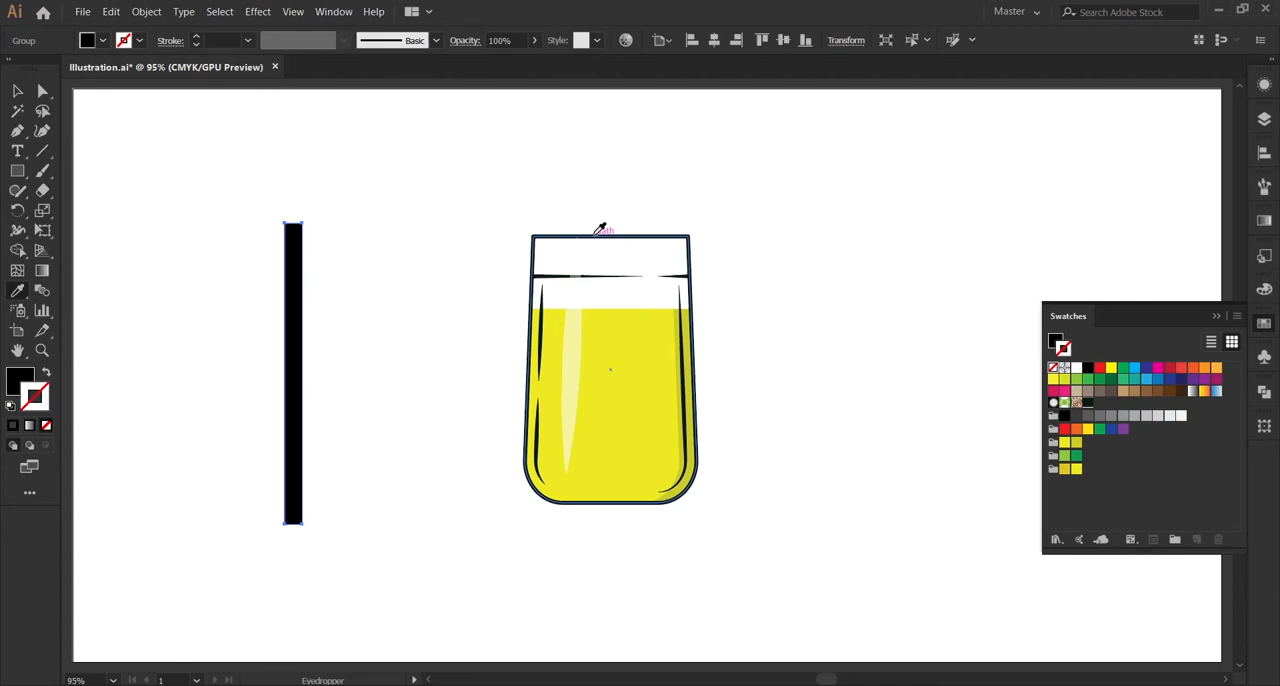 Ai File Edit Object Type Select Effect View Window Help Master Search Adobe Stock
Group Stroke: Basic Opacity: 100% Style: Transform
Illustration.ai* @ 95% (CMYK/GPU Preview)
Swatches
95% 1 Eyedropper